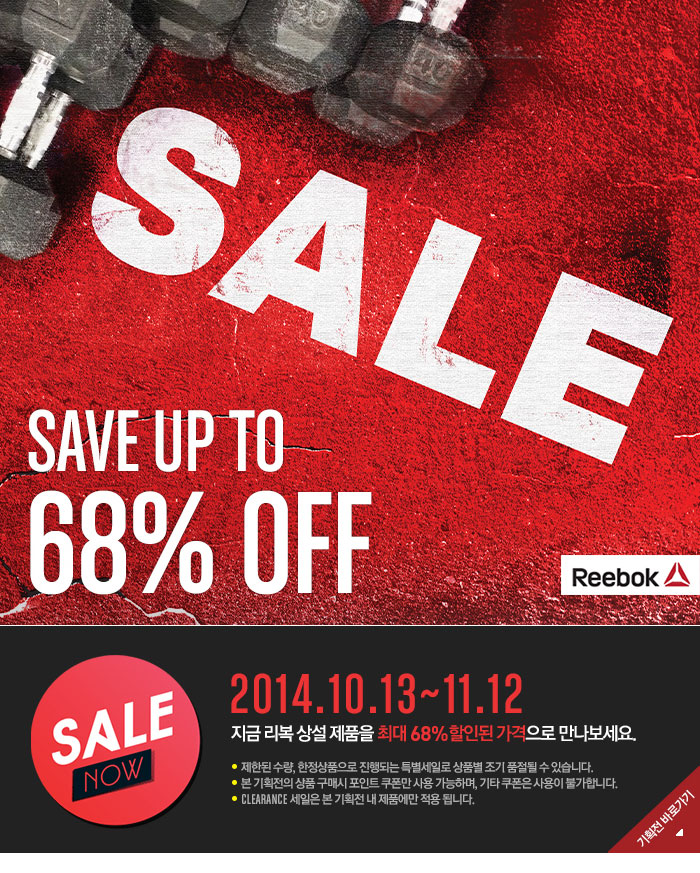 40
SALE
SAVE UP TO
68% OFF
Reebok
SALE
NOW
2014.10.13~11.12
지금 리복 상설 제품을 최대 68%할인된 가격으로 만나보세요.
제한된 수량, 한정상품으로 진행되는 특별세일로 상품별 조기 품절될 수 있습니다.
본 기획전의 상품 구매시 포인트 쿠폰만 사용 가능하며, 기타 쿠폰은 사용이 불가합니다.
CLEARANCE 세일은 본 기획전 내 제품에만 적용 됩니다.
기획전 바로가기